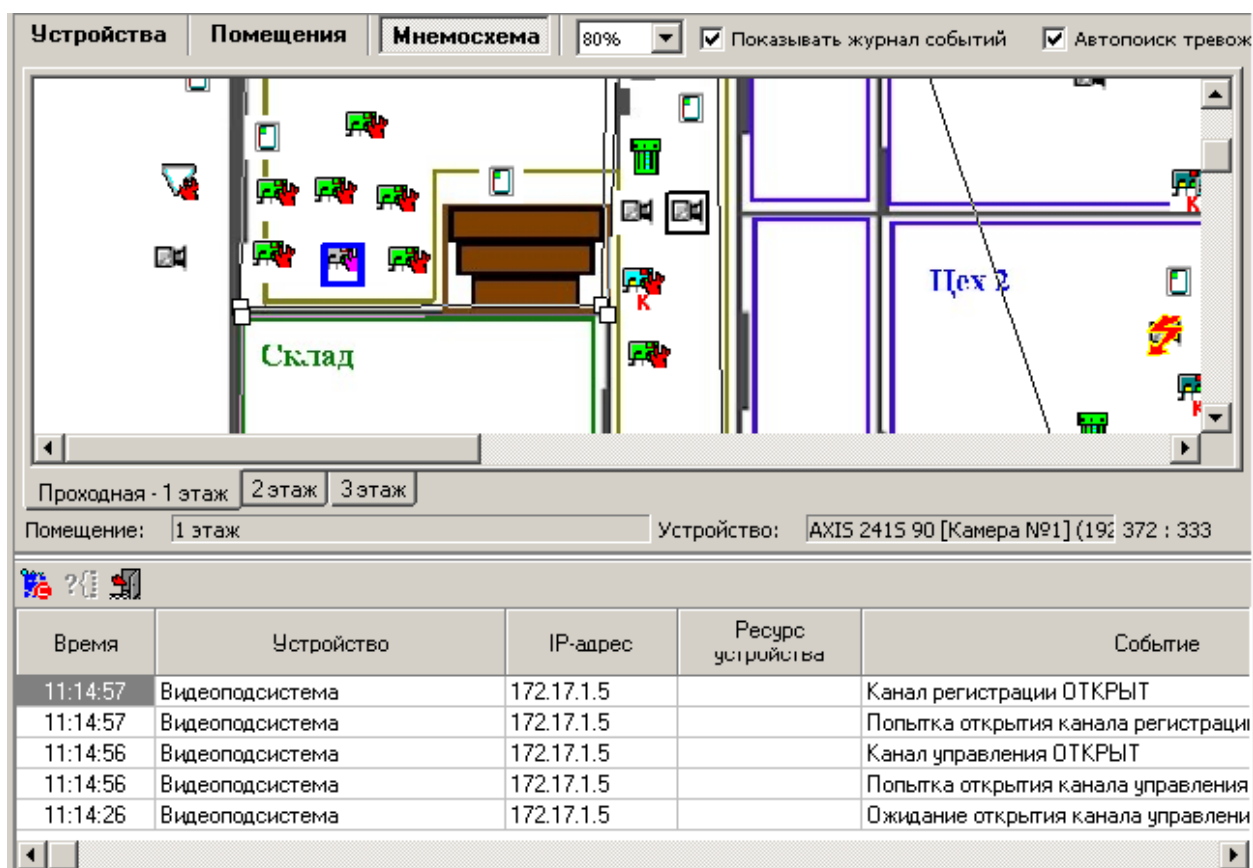 Устройства Помещения Мнемосхема 80% Показывать журнал событий Автопоиск тревож
Цех 2
К
К
К
Склад
Проходная - 1 этаж 2 этаж 3 этаж
Помещение: 1 этаж Устройство: AXIS 241S 90 [Камера №1] (192 372 : 333
?{
Время Устройство IP-адрес Ресурс устройства Событие
11:14:57 Видеоподсистема 172.17.1.5 Канал регистрации ОТКРЫТ
11:14:57 Видеоподсистема 172.17.1.5 Попытка открытия канала регистраци
11:14:56 Видеоподсистема 172.17.1.5 Канал управления ОТКРЫТ
11:14:56 Видеоподсистема 172.17.1.5 Попытка открытия канала управления
11:14:26 Видеоподсистема 172.17.1.5 Ожидание открытия канала управлени